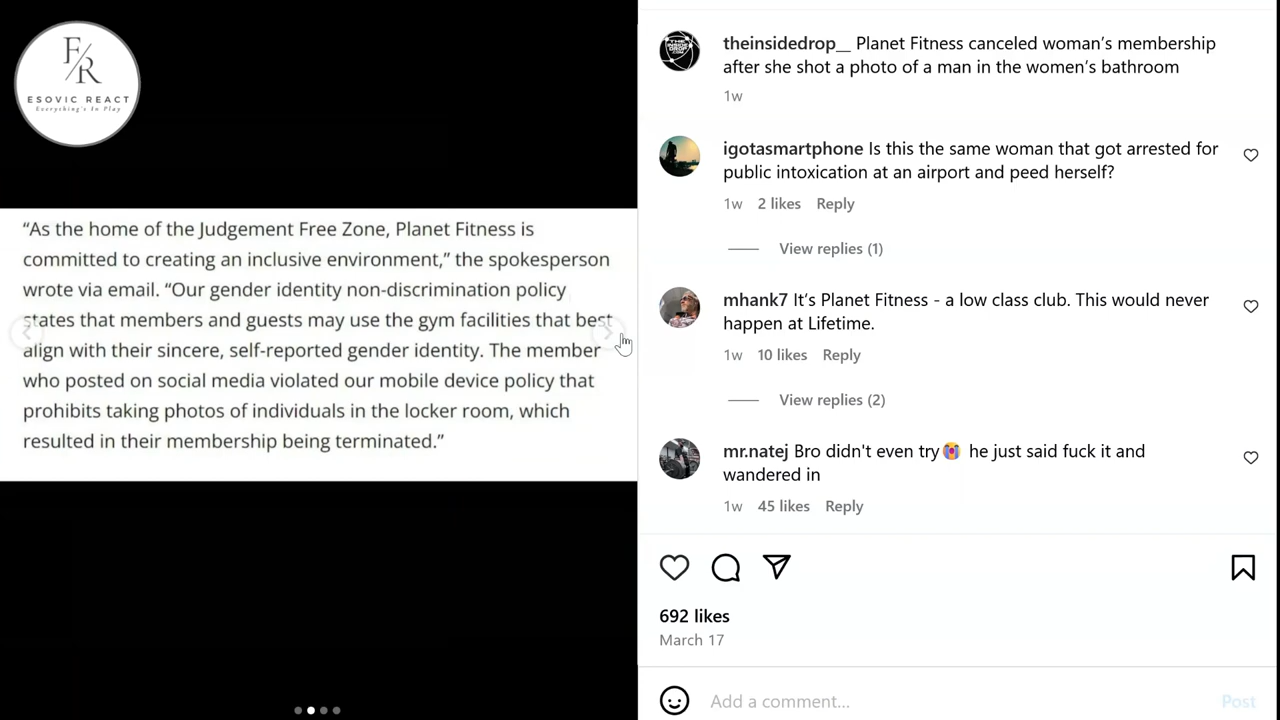 F/R
ESOVIC REACT
Everything's In Play
“As the home of the Judgement Free Zone, Planet Fitness is
committed to creating an inclusive environment,” the spokesperson
wrote via email. “Our gender identity non-discrimination policy
states that members and guests may use the gym facilities that best
align with their sincere, self-reported gender identity. The member
who posted on social media violated our mobile device policy that
prohibits taking photos of individuals in the locker room, which
resulted in their membership being terminated.”
THE INSIDE DROP .COM
theinsidedrop__ Planet Fitness canceled woman’s membership
after she shot a photo of a man in the women’s bathroom
1w
igotasmartphone Is this the same woman that got arrested for
public intoxication at an airport and peed herself?
1w 2 likes Reply
View replies (1)
mhank7 It’s Planet Fitness - a low class club. This would never
happen at Lifetime.
1w 10 likes Reply
View replies (2)
mr.natej Bro didn't even try😭 he just said fuck it and
wandered in
1w 45 likes Reply
692 likes
March 17
Add a comment...
Post